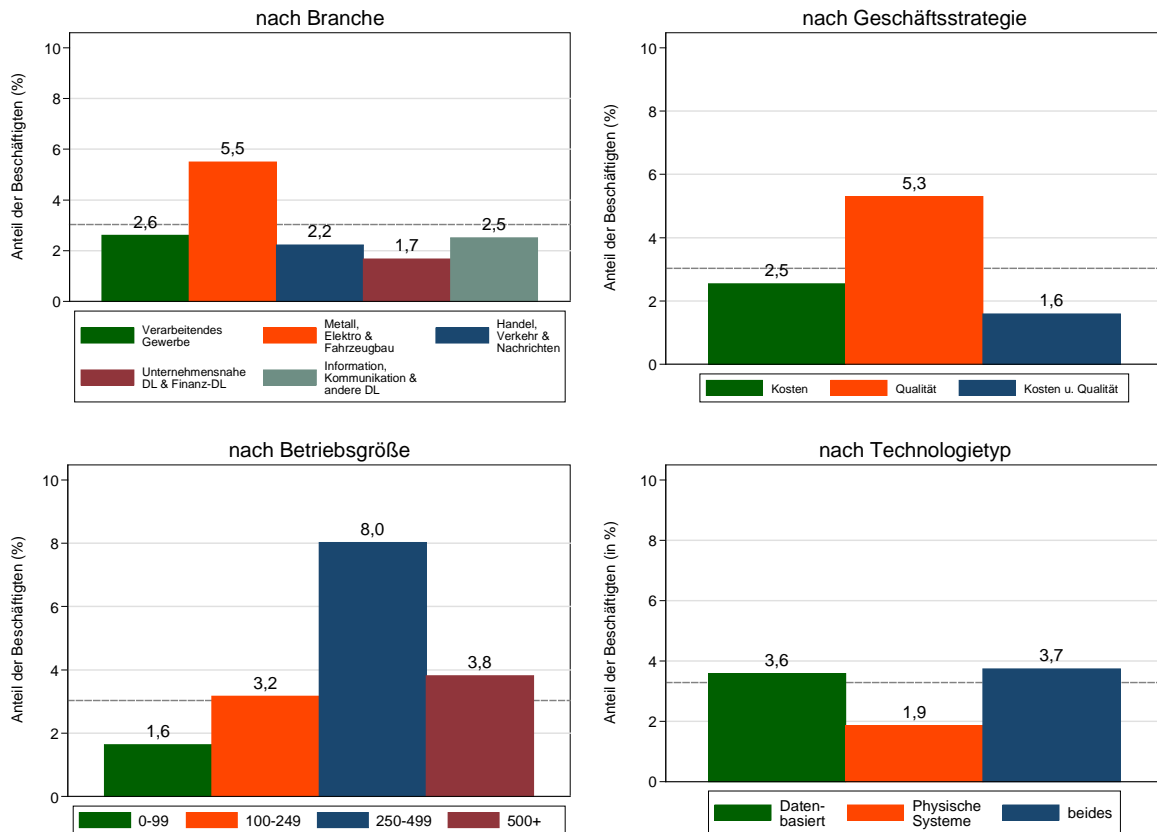 nach Branche
Anteil der Beschäftigten (%)
10
8
6
4
2
0
2,6
5,5
2,2
1,7
2,5
Verarbeitendes
Gewerbe
Metall,
Elektro &
Fahrzeugbau
Handel,
Verkehr &
Nachrichten
Unternehmensnahe
DL & Finanz-DL
Information,
Kommunikation &
andere DL
nach Geschäftsstrategie
Anteil der Beschäftigten (%)
10
8
6
4
2
0
2,5
5,3
1,6
Kosten
Qualität
Kosten u. Qualität
nach Betriebsgröße
Anteil der Beschäftigten (%)
10
8
6
4
2
0
1,6
3,2
8,0
3,8
0-99
100-249
250-499
500+
nach Technologietyp
Anteil der Beschäftigten (in %)
10
8
6
4
2
0
3,6
1,9
3,7
Daten-
basiert
Physische
Systeme
beides